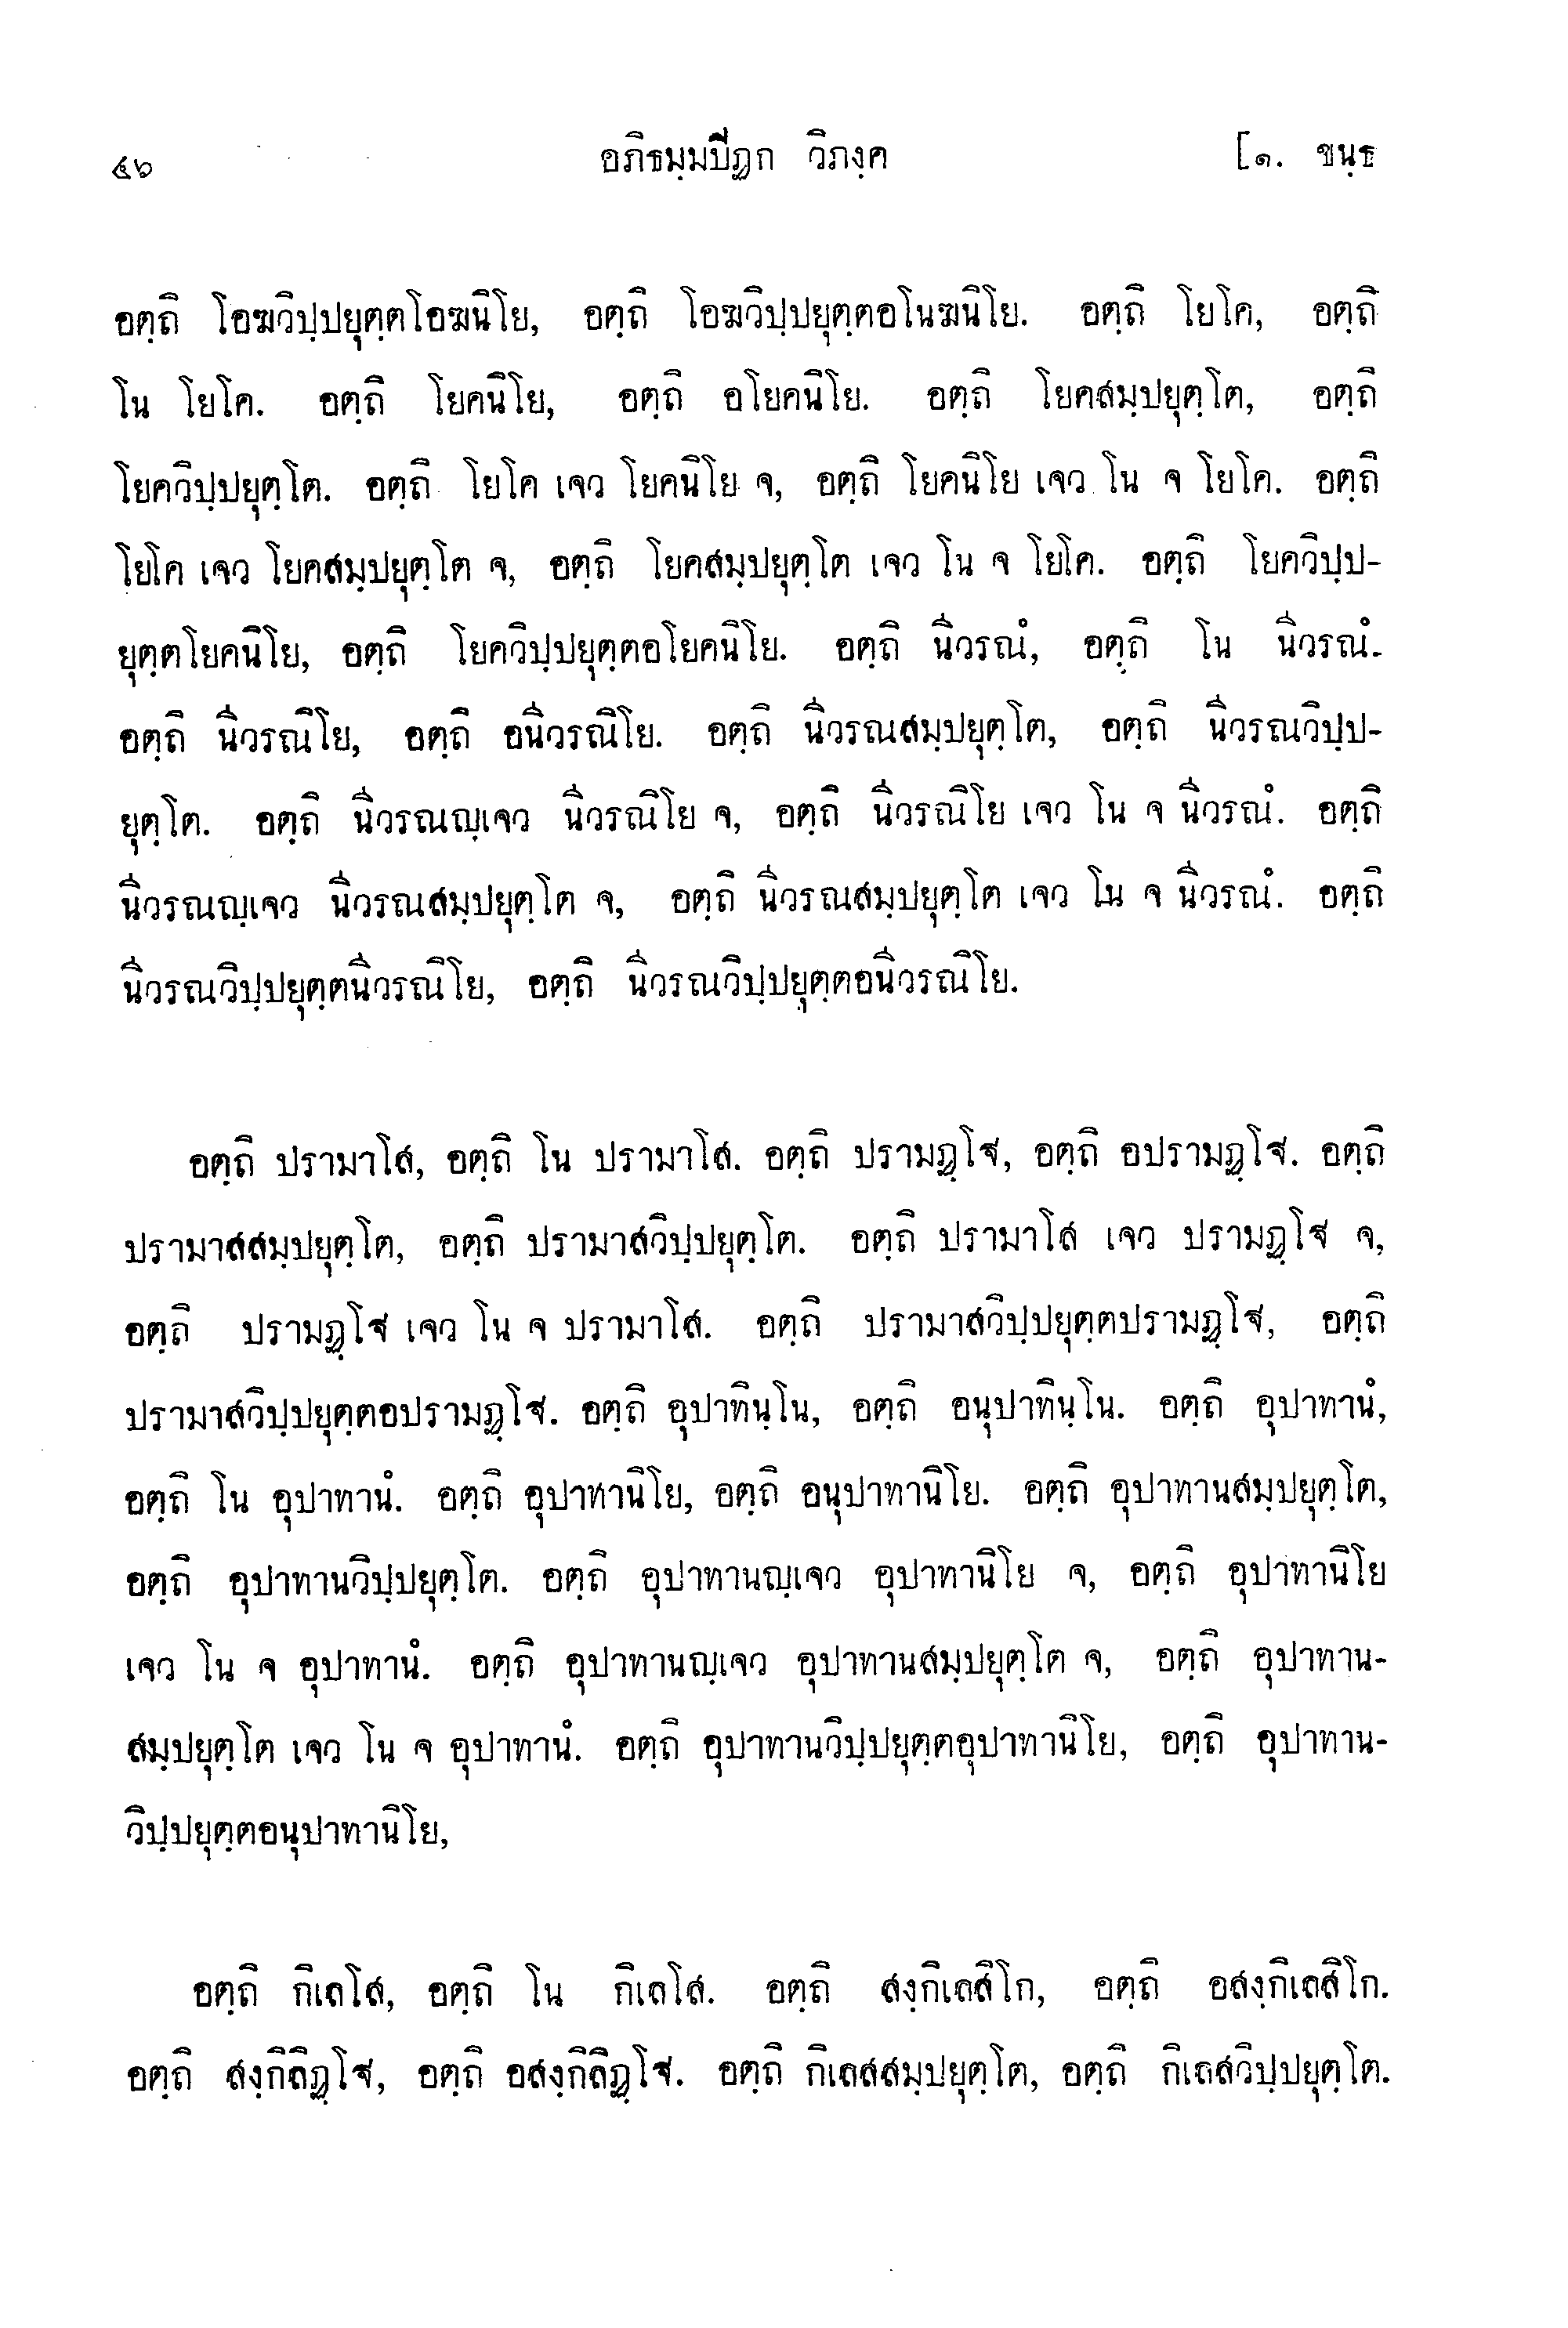 ๕๖ อภิธมฺมปิฏก วิภงฺค [๑. ขนฺธ
อตฺถิ โอฆวิปฺปยุตฺตโอฆนิโย, อตฺถิ โอฆวิปฺปยุตฺตอโนฆนิโย. อตฺถิ โยโค, อตฺถิ
โน โยโค. อตฺถิ โยคนิโย, อตฺถิ อโยคนิโย. อตฺถิ โยคสมฺปยุตฺโต, อตฺถิ
โยควิปฺปยุตฺโต. อตฺถิ โยโค เจว โยคนิโย จ, อตฺถิ โยคนิโย เจว โน จ โยโค. อตฺถิ
โยโค เจว โยคสมฺปยุตฺโต จ, อตฺถิ โยคสมฺปยุตฺโต เจว โน จ โยโค. อตฺถิ โยควิปฺป-
ยุตฺตโยคนิโย, อตฺถิ โยควิปฺปยุตฺตอโยคนิโย. อตฺถิ นีวรณํ, อตฺถิ โน นีวรณํ.
อตฺถิ นีวรณิโย, อตฺถิ อนีวรณิโย. อตฺถิ นีวรณสมฺปยุตฺโต, อตฺถิ นีวรณวิปฺป-
ยุตฺโต. อตฺถิ นีวรณญฺเจว นีวรณิโย จ, อตฺถิ นีวรณิโย เจว โน จ นีวรณํ. อตฺถิ
นีวรณญฺเจว นีวรณสมฺปยุตฺโต จ, อตฺถิ นีวรณสมฺปยุตฺโต เจว โน จ นีวรณํ. อตฺถิ
นีวรณวิปฺปยุตฺตนีวรณิโย, อตฺถิ นีวรณวิปฺปยุตฺตอนีวรณิโย.
อตฺถิ ปรามาโส, อตฺถิ โน ปรามาโส. อตฺถิ ปรามฏฺโฐ, อตฺถิ อปรามฏฺโฐ. อตฺถิ
ปรามาสสมฺปยุตฺโต, อตฺถิ ปรามาสวิปฺปยุตฺโต. อตฺถิ ปรามาโส เจว ปรามฏฺโฐ จ,
อตฺถิ ปรามฏฺโฐ เจว โน จ ปรามาโส. อตฺถิ ปรามาสวิปฺปยุตฺตปรามฏฺโฐ, อตฺถิ
ปรามาสวิปฺปยุตฺตอปรามฏฺโฐ. อตฺถิ อุปาทินฺโน, อตฺถิ อนุปาทินฺโน. อตฺถิ อุปาทานํ,
อตฺถิ โน อุปาทานํ. อตฺถิ อุปาทานิโย, อตฺถิ อนุปาทานิโย. อตฺถิ อุปาทานสมฺปยุตฺโต,
อตฺถิ อุปาทานวิปฺปยุตฺโต. อตฺถิ อุปาทานญฺเจว อุปาทานิโย จ, อตฺถิ อุปาทานิโย
เจว โน จ อุปาทานํ. อตฺถิ อุปาทานญฺเจว อุปาทานสมฺปยุตฺโต จ, อตฺถิ อุปาทาน-
สมฺปยุตฺโต เจว โน จ อุปาทานํ. อตฺถิ อุปาทานวิปฺปยุตฺตอุปาทานิโย, อตฺถิ อุปาทาน-
วิปฺปยุตฺตอนุปาทานิโย,
อตฺถิ กิเลโส, อตฺถิ โน กิเลโส. อตฺถิ สงฺกิเลสิโก, อตฺถิ อสงฺกิเลสิโก.
อตฺถิ สงฺกิลิฏฺโฐ, อตฺถิ อสงฺกิลิฏฺโฐ. อตฺถิ กิเลสสมฺปยุตฺโต, อตฺถิ กิเลสวิปฺปยุตฺโต.